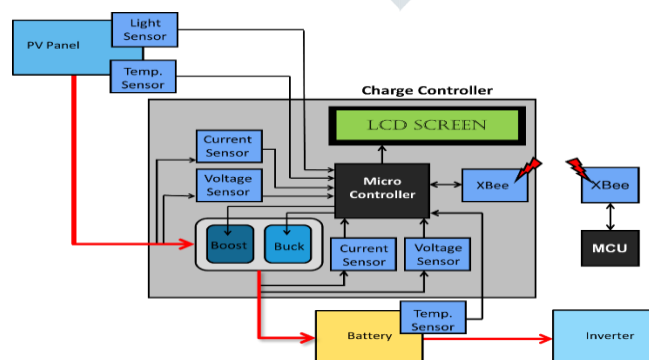 Light
Sensor
PV Panel
Temp.
Sensor
Charge Controller
LCD SCREEN
Current
Sensor
Voltage
Sensor
Micro
Controller
XBee
XBee
Boost
Buck
Current
Sensor
Voltage
Sensor
MCU
Temp.
Sensor
Battery
Inverter